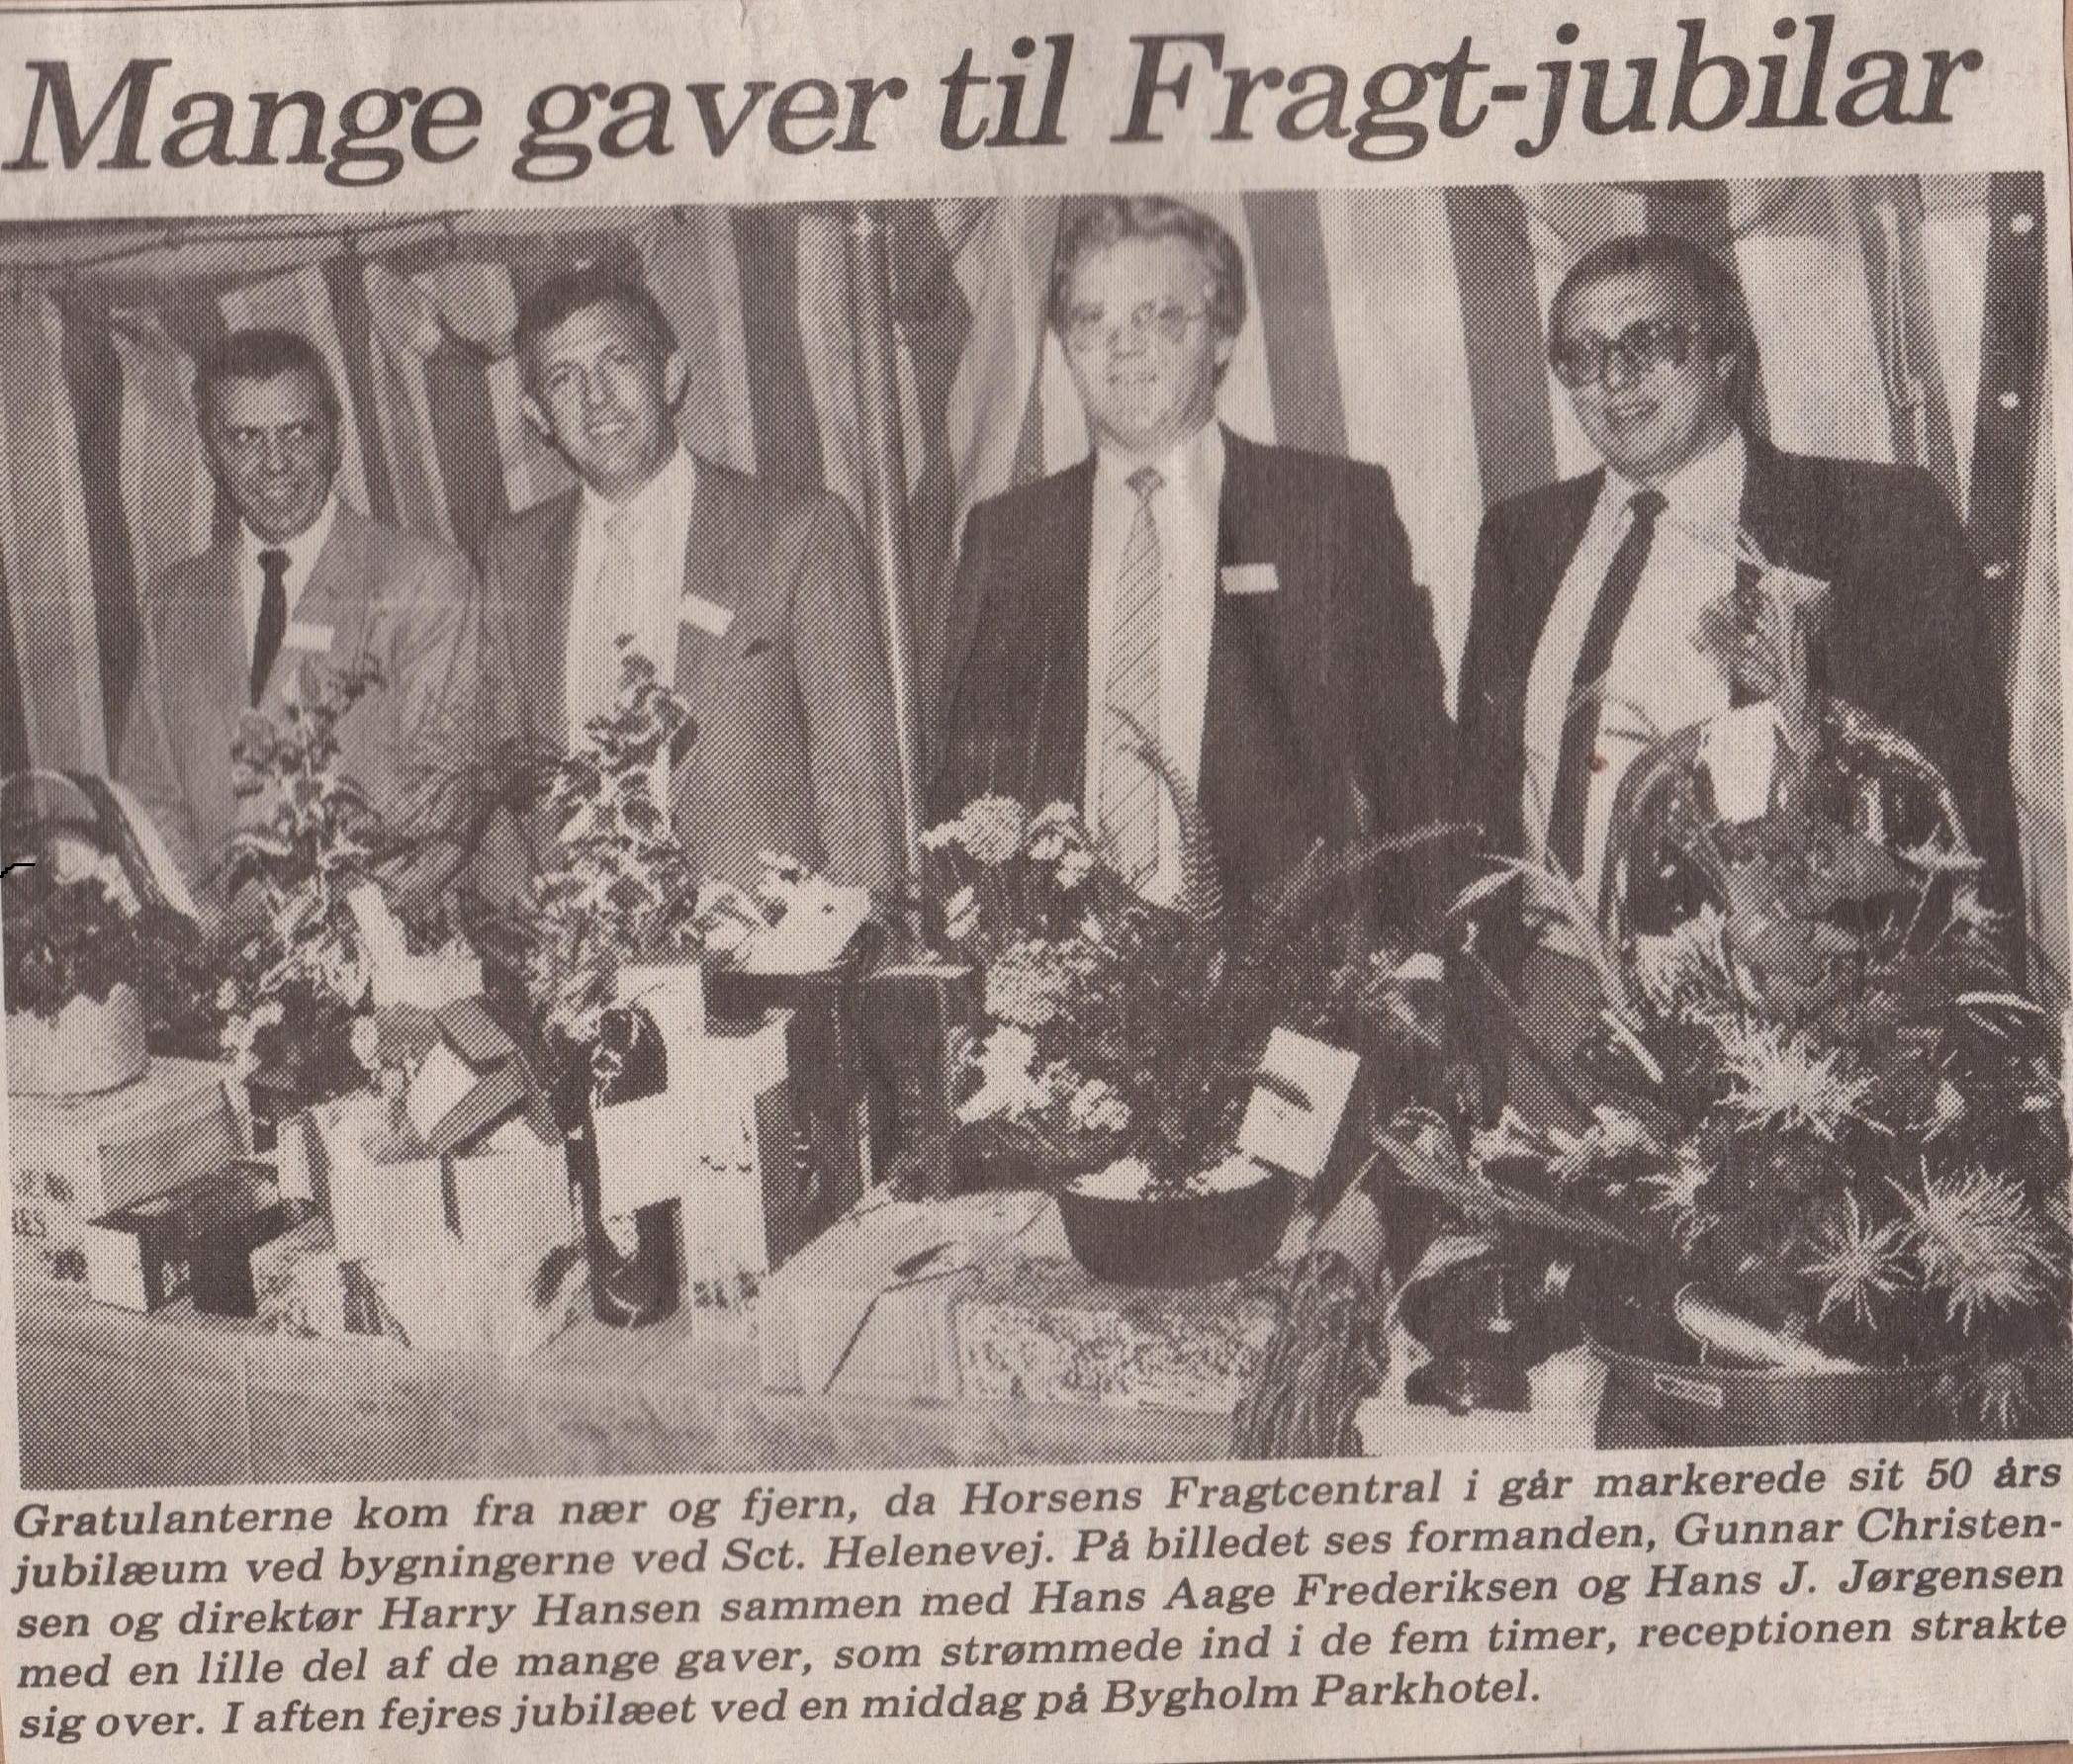 Mange gaver til Fragt-jubilar
Gratulanterne kom fra nær og fjern, da Horsens Fragtcentral i går markerede sit 50 års
jubilæum ved bygningerne ved Sct. Helenevej. På billedet ses formanden, Gunnar Christen-
sen og direktør Harry Hansen sammen med Hans Aage Frederiksen og Hans J. Jørgensen
med en lille del af de mange gaver, som strømmede ind i de fem timer, receptionen strakte
sig over. I aften fejres jubilæet ved en middag på Bygholm Parkhotel.